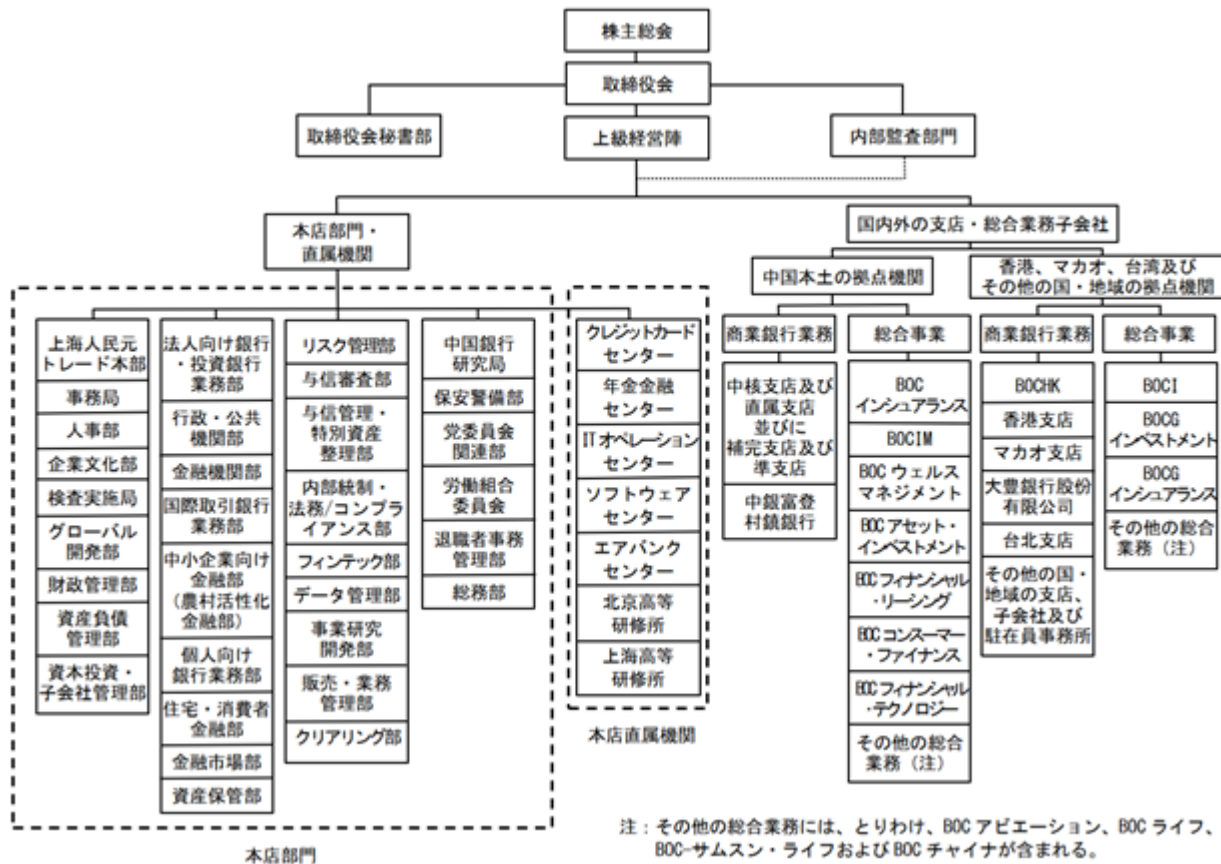 株主総会
取締役会
取締役会秘書部
上級経営陣
内部監査部門
本店部門・
直属機関
国内外の支店・総合業務子会社
中国本土の拠点機関
香港、マカオ、台湾及び
その他の国・地域の拠点機関
上海人民元
トレード本部
事務局
人事部
企業文化部
検査実施局
グローバル
開発部
財政管理部
資産負債
管理部
資本投資・
子会社管理部
法人向け銀行
・投資銀行
業務部
行政・公共
機関部
金融機関部
国際取引銀行
業務部
中小企業向け
金融部
（農村活性化
金融部）
個人向け
銀行業務部
住宅・消費者
金融部
金融市場部
資産保管部
リスク管理部
与信審査部
与信管理・
特別資産
整理部
内部統制・
法務/コンプラ
イアンス部
フィンテック部
データ管理部
事業研究
開発部
販売・業務
管理部
クリアリング部
中国銀行
研究局
保安警備部
党委員会
関連部
労働組合
委員会
退職者事務
管理部
総務部
本店部門
クレジットカード
センター
年金金融
センター
ITオペレーション
センター
ソフトウェア
センター
エアバンク
センター
北京高等
研修所
上海高等
研修所
本店直属機関
商業銀行業務
中核支店及び
直属支店
並びに
補完支店及び
準支店
中銀富登
村鎮銀行
総合事業
BOC
インシュアランス
BOCIM
BOC ウェルス
マネジメント
BOC アセット・
インベストメント
BOC フィナンシャル
・リーシング
BOC コンスーマー
・ファイナンス
BOC フィナンシャル
・テクノロジー
その他の総合
業務（注）
商業銀行業務
BOCHK
香港支店
マカオ支店
大豊銀行股份
有限公司
台北支店
その他の国・
地域の支店、
子会社及び
駐在員事務所
総合事業
BOCI
BOCG
インベストメント
BOCG
インシュアランス
その他の総合
業務（注）
注：その他の総合業務には、とりわけ、BOC アビエーション、BOC ライフ、
BOC-サムスン・ライフおよび BOC チャイナが含まれる。